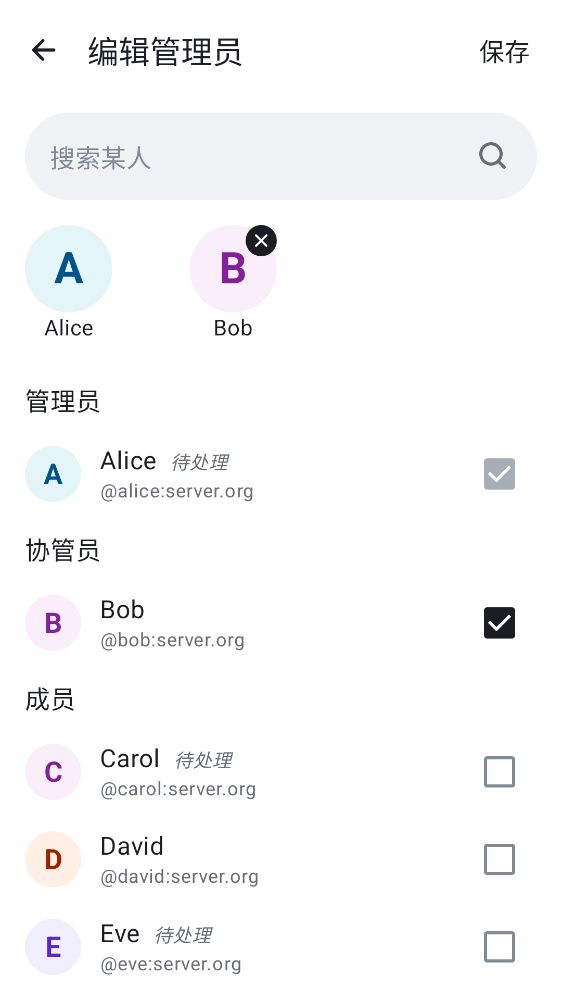 编辑管理员
保存
搜索某人
A
B
Alice
Bob
管理员
A
Alice 待处理
@alice:server.org
协管员
B
Bob
@bob:server.org
成员
C
Carol 待处理
@carol:server.org
D
David
@david:server.org
E
Eve 待处理
@eve:server.org